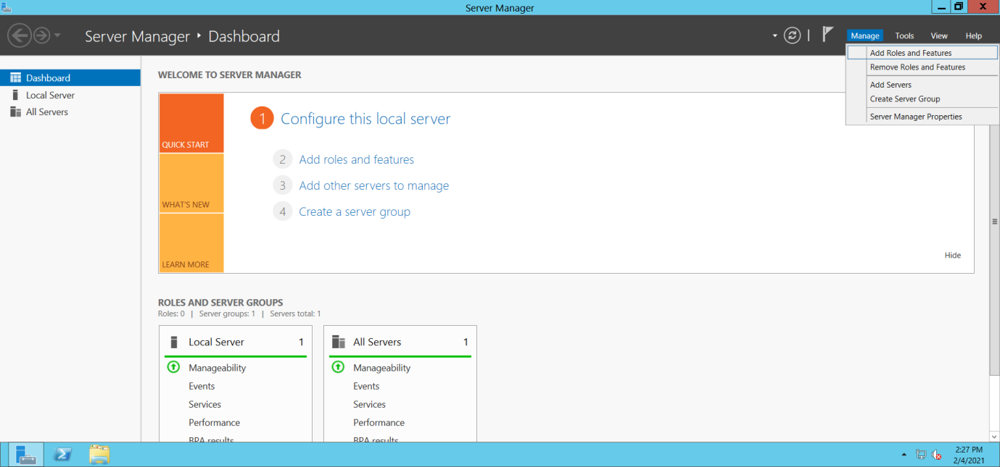 Server Manager
Server Manager ‣ Dashboard
Manage Tools View Help
Add Roles and Features
Remove Roles and Features
Add Servers
Create Server Group
Server Manager Properties
Dashboard
Local Server
All Servers
WELCOME TO SERVER MANAGER
QUICK START
WHAT'S NEW
LEARN MORE
1 Configure this local server
2 Add roles and features
3 Add other servers to manage
4 Create a server group
Hide
ROLES AND SERVER GROUPS
Roles: 0 | Server groups: 1 | Servers total: 1
Local Server 1
Manageability
Events
Services
Performance
BPA results
All Servers 1
Manageability
Events
Services
Performance
BPA results
2:27 PM
2/4/2021